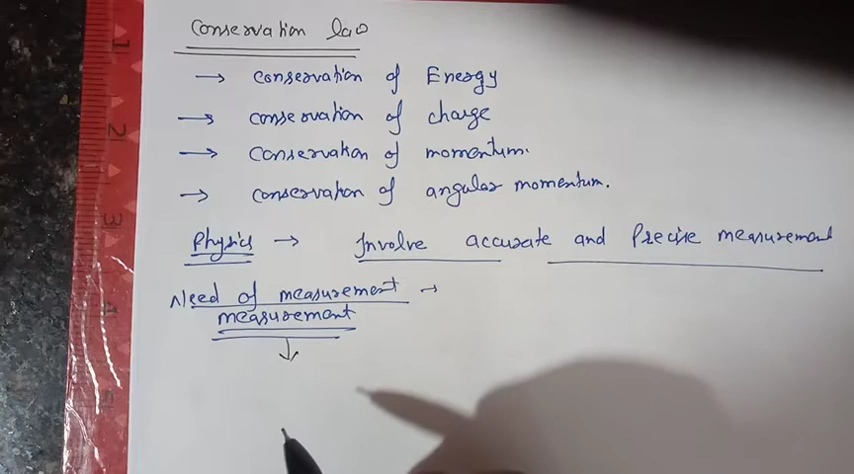 Conservation law
→ Conservation of Energy
→ conservation of charge
→ Conservation of momentum.
→ conservation of angular momentum.
Physics → Involve accurate and Precise measurement
Need of measurement →
measurement
↓